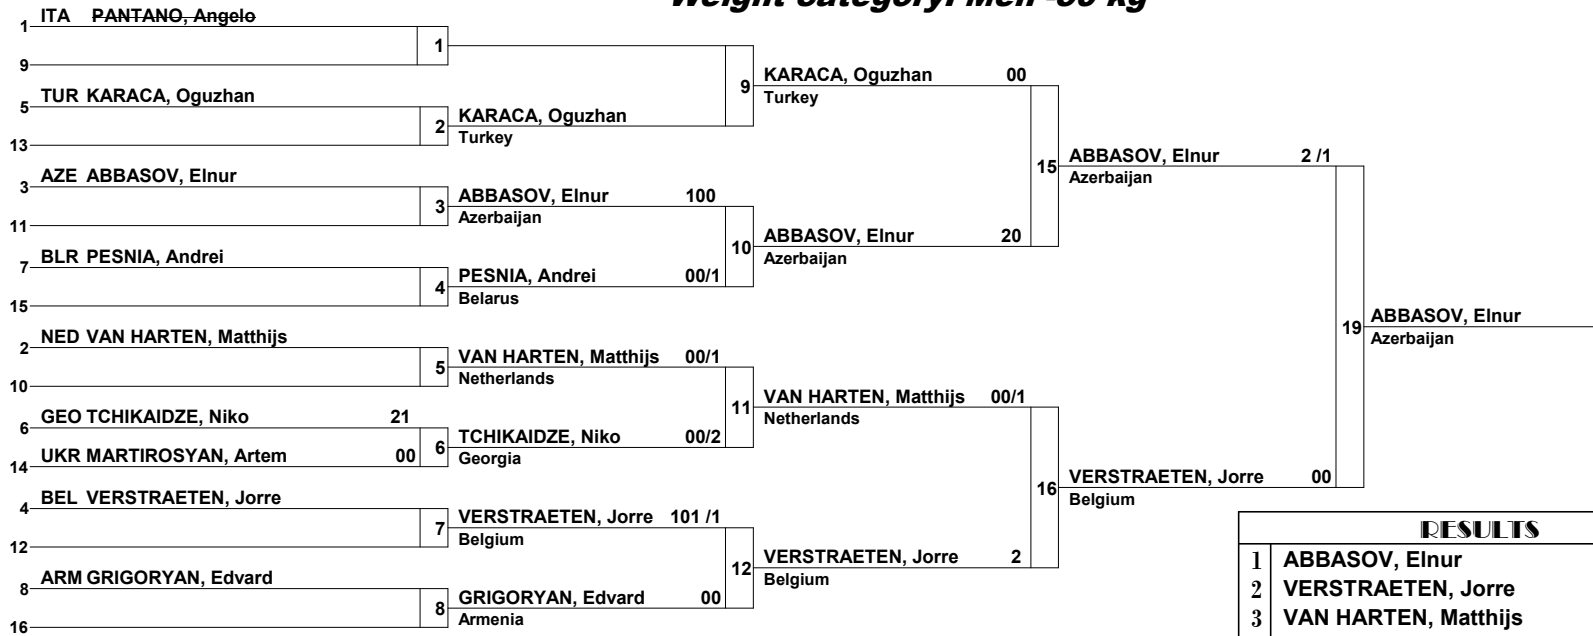 1 ITA PANTANO, Angelo
9
1
5 TUR KARACA, Oguzhan
13
2
KARACA, Oguzhan
Turkey
9
KARACA, Oguzhan 00
Turkey
3 AZE ABBASOV, Elnur
11
3
ABBASOV, Elnur 100
Azerbaijan
7 BLR PESNIA, Andrei
15
4
PESNIA, Andrei 00/1
Belarus
10
ABBASOV, Elnur 20
Azerbaijan
15
ABBASOV, Elnur 2 /1
Azerbaijan
2 NED VAN HARTEN, Matthijs
10
5
VAN HARTEN, Matthijs 00/1
Netherlands
6 GEO TCHIKAIDZE, Niko 21
14 UKR MARTIROSYAN, Artem 00
6
TCHIKAIDZE, Niko 00/2
Georgia
11
VAN HARTEN, Matthijs 00/1
Netherlands
4 BEL VERSTRAETEN, Jorre
12
7
VERSTRAETEN, Jorre 101 /1
Belgium
8 ARM GRIGORYAN, Edvard
16
8
GRIGORYAN, Edvard 00
Armenia
12
VERSTRAETEN, Jorre 2
Belgium
16
VERSTRAETEN, Jorre 00
Belgium
19
ABBASOV, Elnur
Azerbaijan
RESULTS
1 ABBASOV, Elnur
2 VERSTRAETEN, Jorre
3 VAN HARTEN, Matthijs